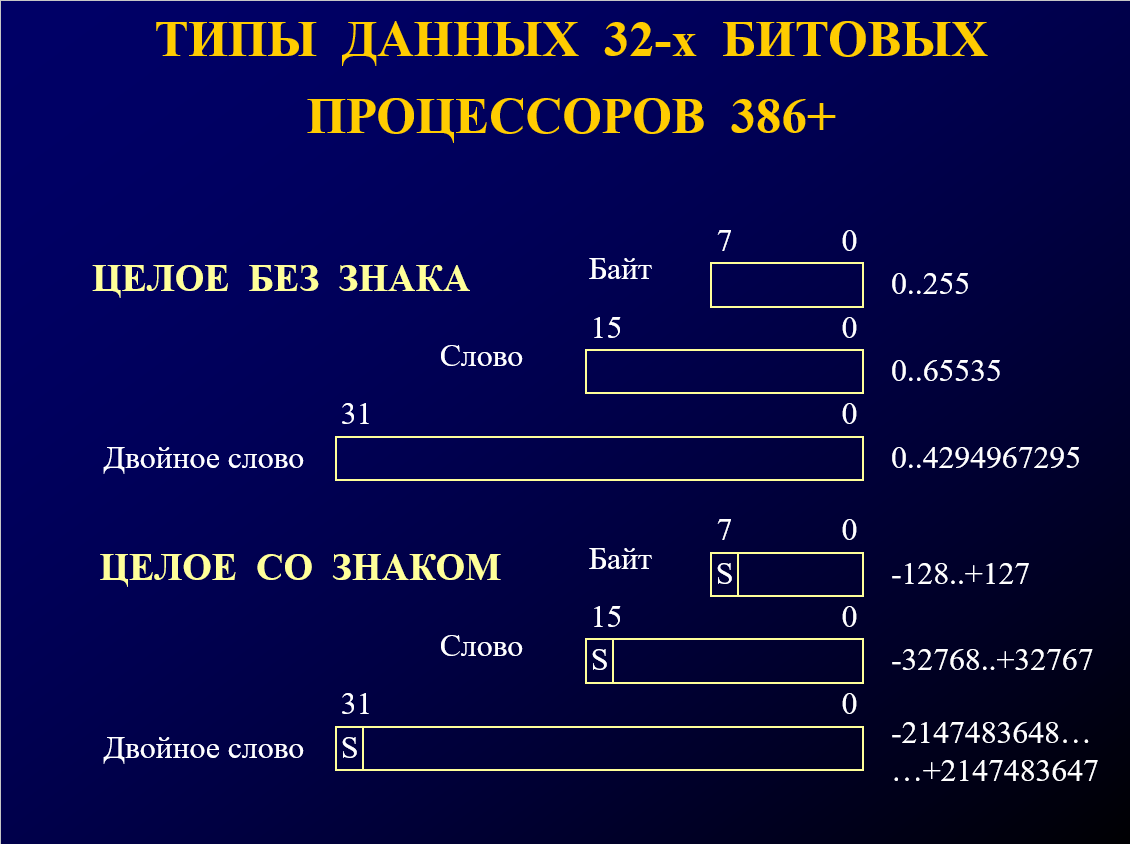 ТИПЫ ДАННЫХ 32-х БИТОВЫХ
ПРОЦЕССОРОВ 386+
7 0
ЦЕЛОЕ БЕЗ ЗНАКА Байт 0..255
15 0
Слово 0..65535
31 0
Двойное слово 0..4294967295
7 0
ЦЕЛОЕ СО ЗНАКОМ Байт S -128..+127
15 0
Слово S -32768..+32767
31 0
Двойное слово S -2147483648…
…+2147483647